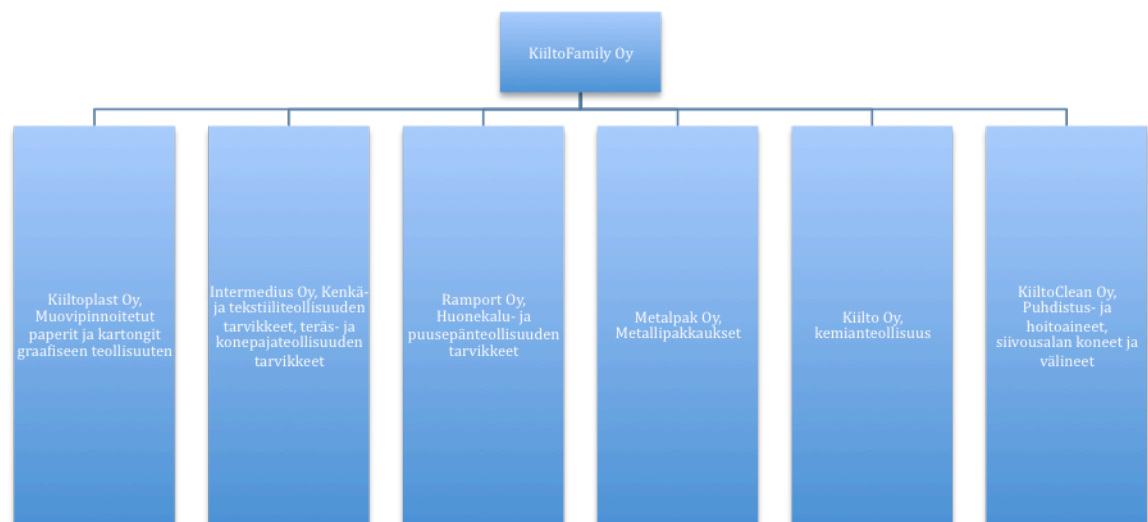 KiiltoFamily Oy
Kiiltoplast Oy,
Muovipinnoitetut
paperit ja kartongit
graafiseen teollisuuten
Intermedius Oy, Kenkä-
ja tekstiiliteollisuuden
tarvikkeet, teräs- ja
konepajateollisuuden
tarvikkeet
Ramport Oy,
Huonekalu- ja
puusepänteollisuuden
tarvikkeet
Metalpak Oy,
Metallipakkaukset
Kiilto Oy,
kemianteollisuus
KiiltoClean Oy,
Puhdistus- ja
hoitoaineet,
siivousalan koneet ja
välineet